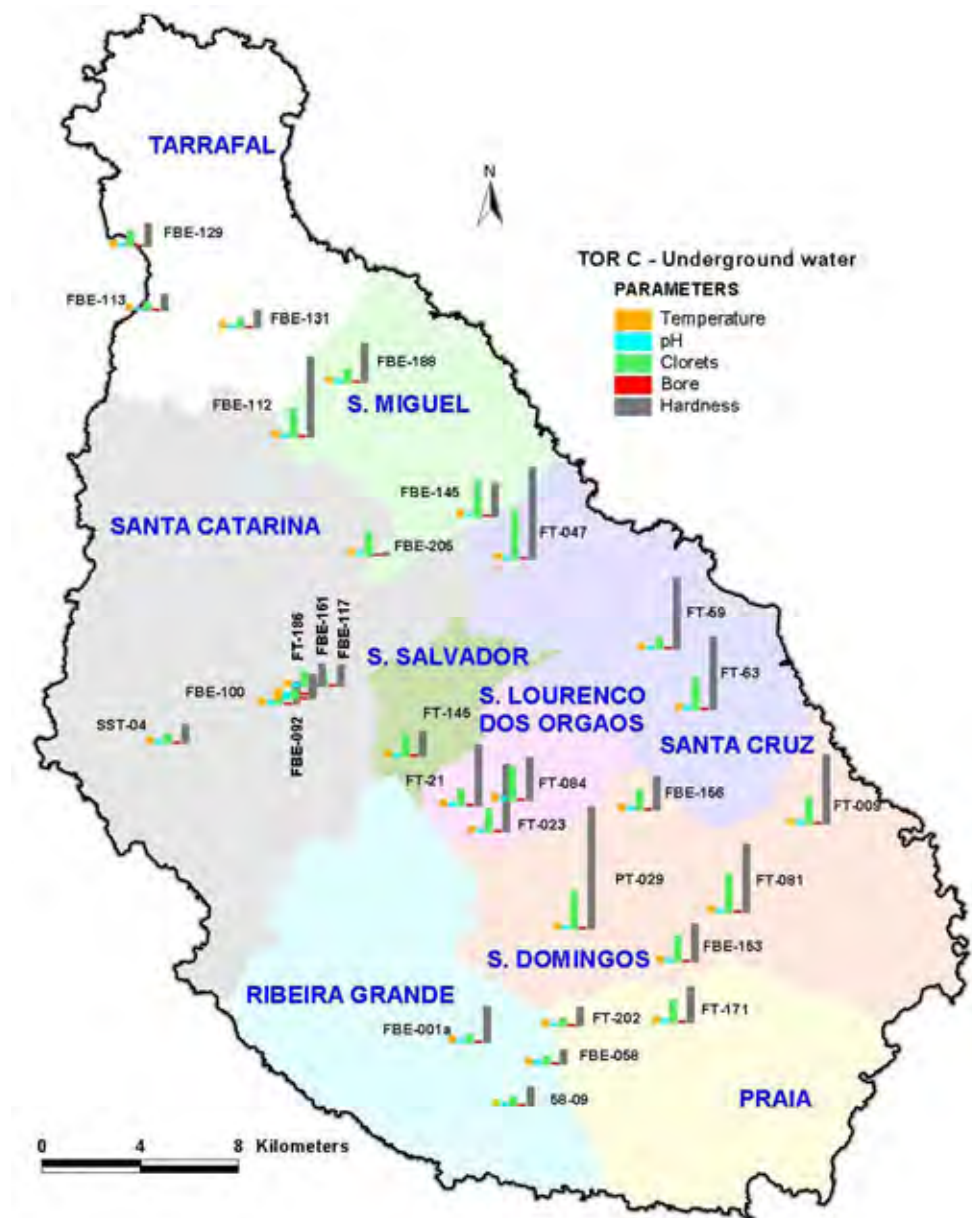 TARRAFAL
N
FBE-129
TOR C - Underground water
PARAMETERS
Temperature
pH
Clorets
Bore
Hardness
FBE-113
FBE-131
FBE-188
FBE-112
S. MIGUEL
FBE-145
SANTA CATARINA
FT-047
FBE-205
FT-186
FBE-161
FBE-117
FT-59
S. SALVADOR
FT-63
FBE-100
S. LOURENCO
DOS ORGAOS
SST-04
FBE-092
FT-145
SANTA CRUZ
FT-21
FT-084
FBE-156
FT-009
FT-023
PT-029
FT-081
FBE-153
S. DOMINGOS
RIBEIRA GRANDE
FT-202
FT-171
FBE-001a
FBE-058
58-09
PRAIA
0 4 8 Kilometers